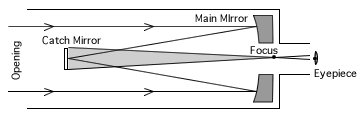 Main MIrror
Catch Mirror
Focus
Opening
Eyepiece